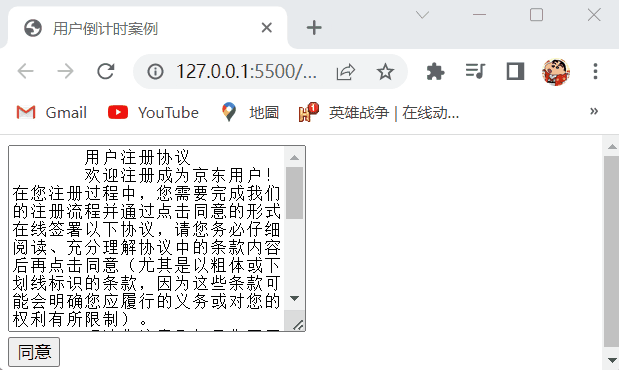 用户倒计时案例
127.0.0.1:5500/...
Gmail
YouTube
地圖
英雄战争 | 在线动...
»
用户注册协议
欢迎注册成为京东用户！
在您注册过程中，您需要完成我们
的注册流程并通过点击同意的形式
在线签署以下协议，请您务必仔细
阅读、充分理解协议中的条款内容
后再点击同意（尤其是以粗体或下
划线标识的条款，因为这些条款可
能会明确您应履行的义务或对您的
权利有所限制）。
同意